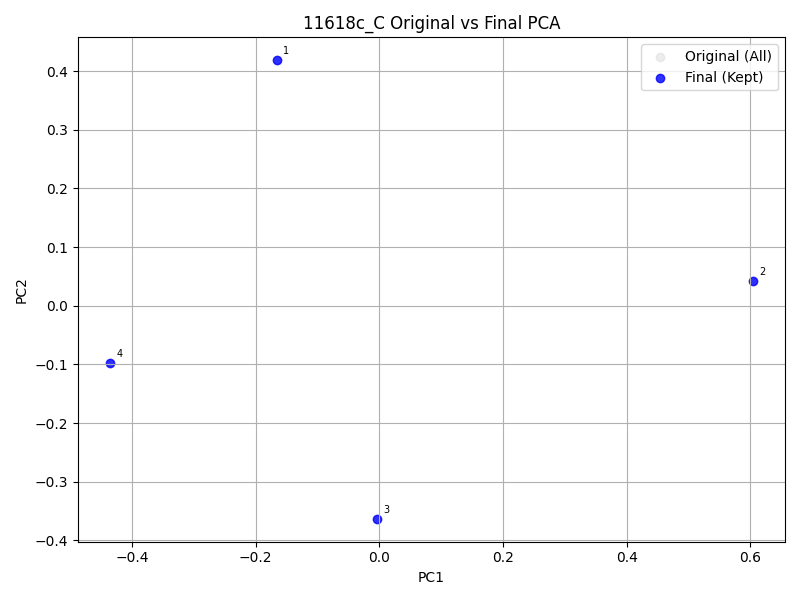 11618c_C Original vs Final PCA
Original (All)
Final (Kept)
1
2
4
3
0.4
0.3
0.2
0.1
0.0
−0.1
−0.2
−0.3
−0.4
PC2
−0.4 −0.2 0.0 0.2 0.4 0.6
PC1